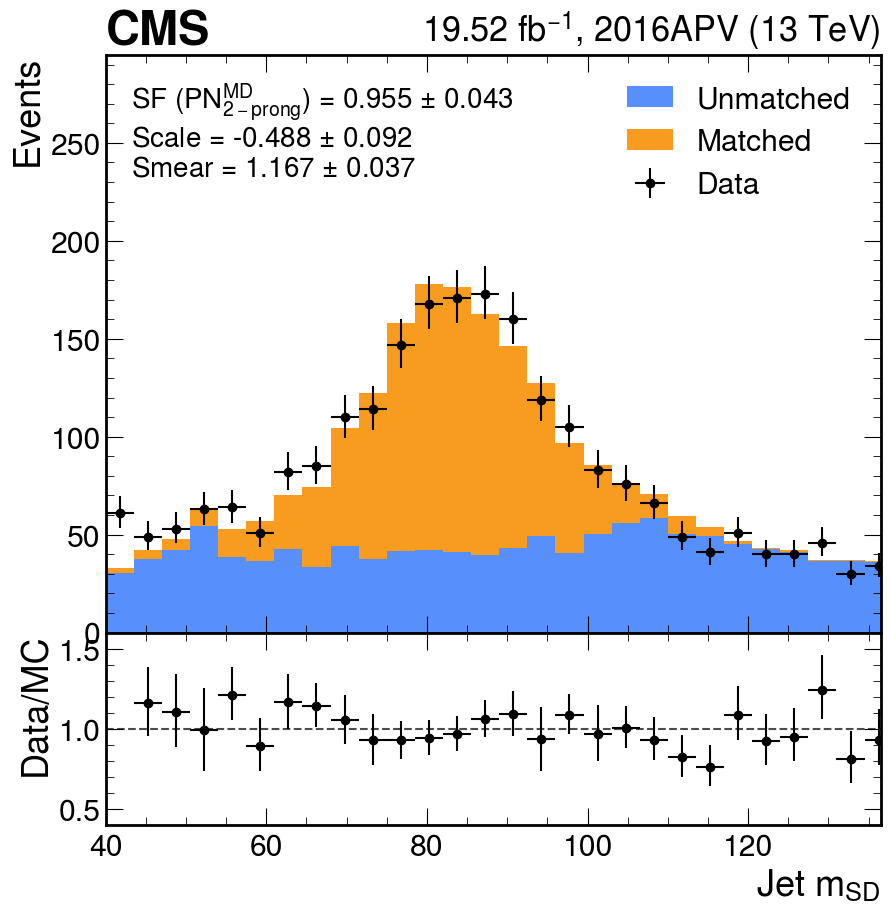 CMS 19.52 fb⁻¹, 2016APV (13 TeV)
Events
SF (PN^MD_2−prong) = 0.955 ± 0.043
Scale = -0.488 ± 0.092
Smear = 1.167 ± 0.037
Unmatched
Matched
Data
250
200
150
100
50
0
Data/MC
1.5
1.0
0.5
40 60 80 100 120
Jet m_SD